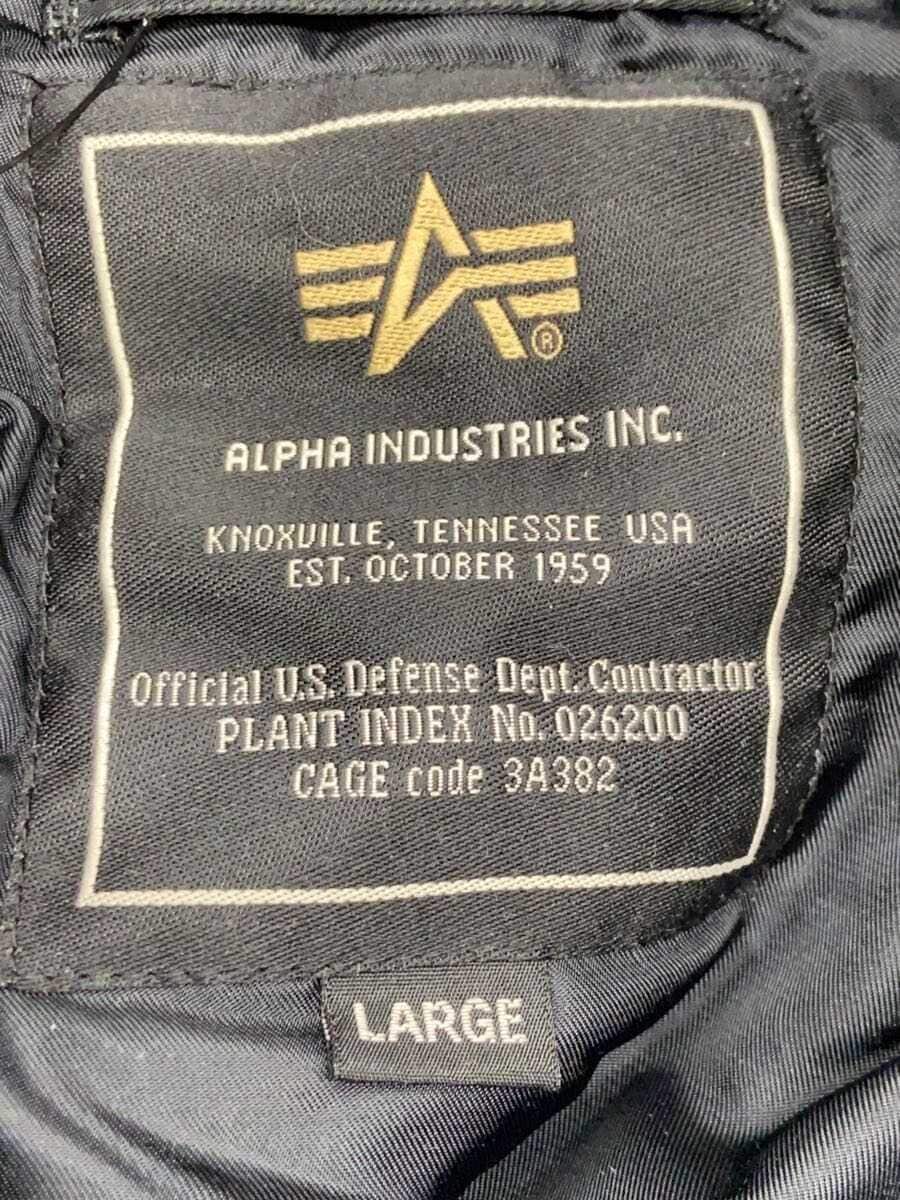 ®
ALPHA INDUSTRIES INC.
KNOXVILLE, TENNESSEE USA
EST. OCTOBER 1959
Official U.S. Defense Dept. Contractor
PLANT INDEX No. 026200
CAGE code 3A382
LARGE